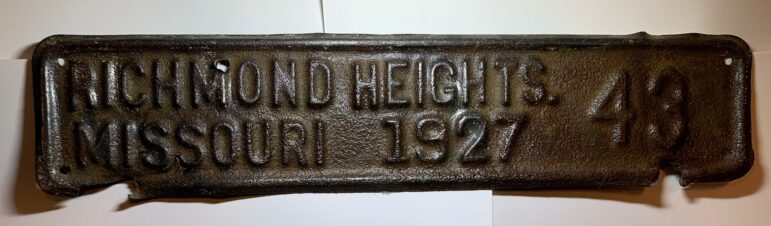 RICHMOND HEIGHTS. 43
MISSOURI 1927